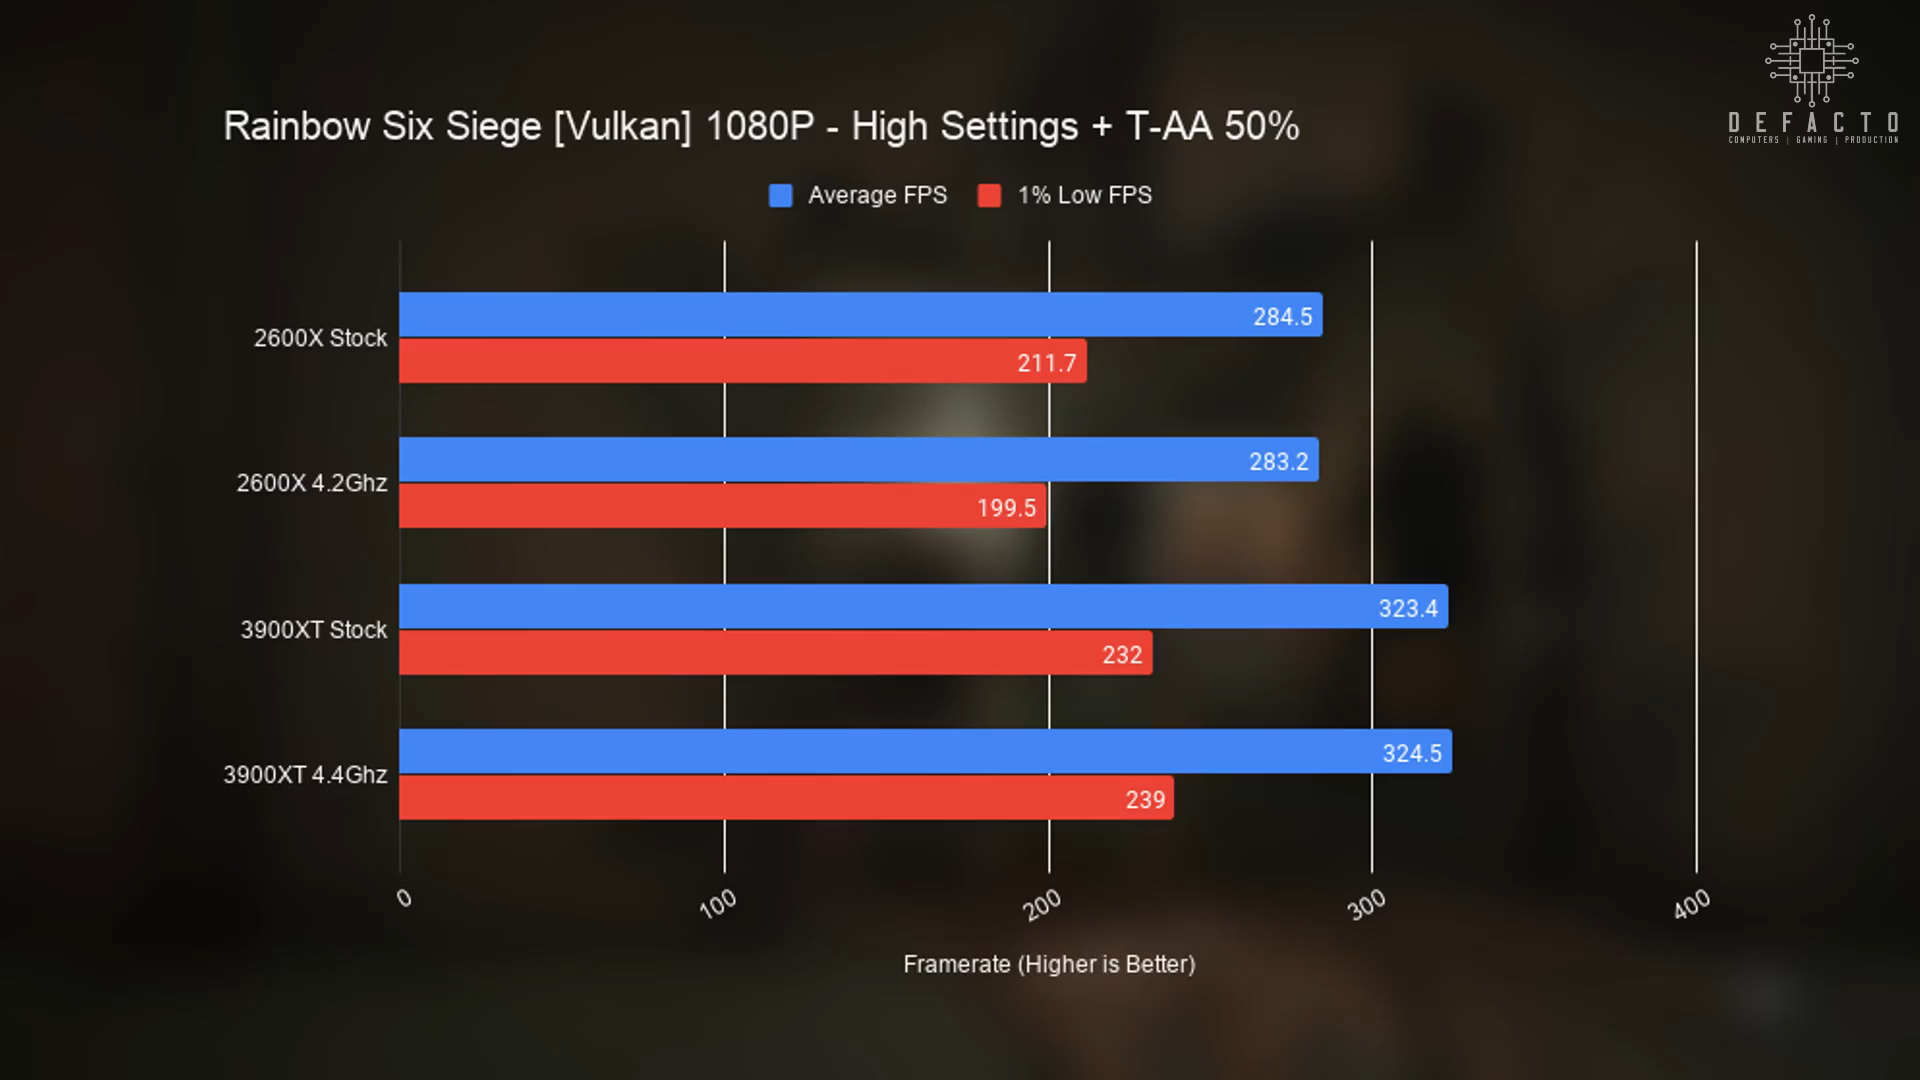 DEFACTO
COMPUTERS | GAMING | PRODUCTION
Rainbow Six Siege [Vulkan] 1080P - High Settings + T-AA 50%
Average FPS 1% Low FPS
2600X Stock
284.5
211.7
2600X 4.2Ghz
283.2
199.5
3900XT Stock
323.4
232
3900XT 4.4Ghz
324.5
239
0 100 200 300 400
Framerate (Higher is Better)